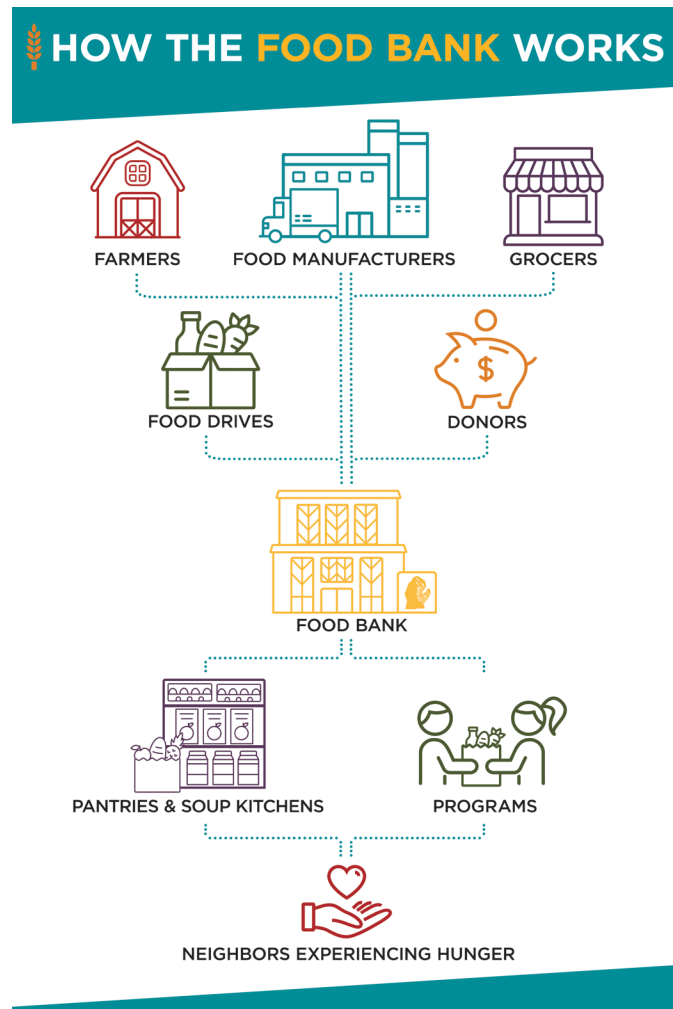 HOW THE FOOD BANK WORKS
FARMERS
FOOD MANUFACTURERS
GROCERS
FOOD DRIVES
$
DONORS
FOOD BANK
PANTRIES & SOUP KITCHENS
PROGRAMS
NEIGHBORS EXPERIENCING HUNGER